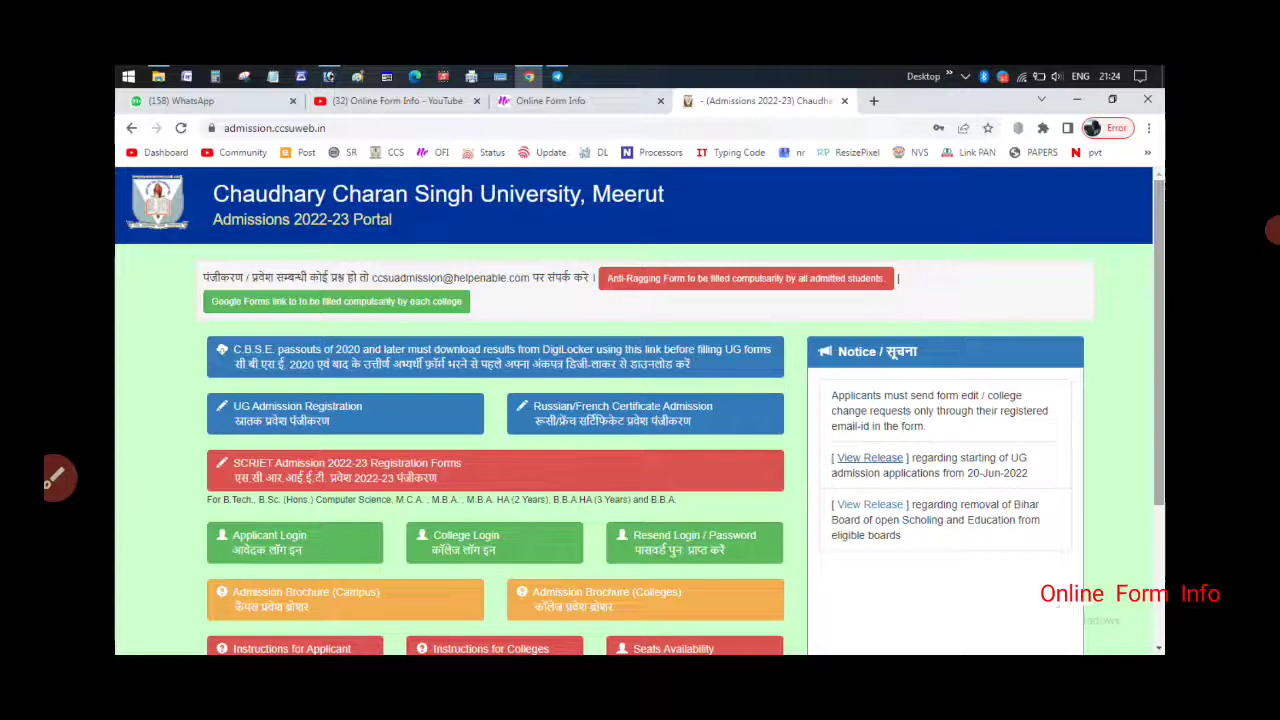 Desktop » ENG 21:24
(158) WhatsApp × (32) Online Form Info - YouTube × Online Form Info × - (Admissions 2022-23) Chaudha ×
admission.ccsuweb.in Error
Dashboard Community Post SR CCS OFI Status Update DL Processors Typing Code nr ResizePixel NVS Link PAN PAPERS pvt »
Chaudhary Charan Singh University, Meerut
Admissions 2022-23 Portal
पंजीकरण / प्रवेश सम्बन्धी कोई प्रश्न हो तो ccsuadmission@helpenable.com पर संपर्क करे । Anti-Ragging Form fo be filled compulsarily by all admitted students. |
Google Forms link to to be filled compulsarily by each college
C.B.S.E. passouts of 2020 and later must download results from DigiLocker using this link before filling UG forms
सी बी एस ई. 2020 एवं बाद के उत्तीर्ण अभ्यर्थी फ़ॉर्म भरने से पहले अपना अंकपत्र डिजी-लाकर से डाउनलोड करें
UG Admission Registration
स्नातक प्रवेश पंजीकरण
Russian/French Certificate Admission
रूसी/फ्रेंच सर्टिफिकेट प्रवेश पंजीकरण
SCRIET Admission 2022-23 Registration Forms
एस.सी.आर.आई.ई.टी. प्रवेश 2022-23 पंजीकरण
For B.Tech., B.Sc. (Hons.) Computer Science, M.C.A. , M.B.A. , M.B.A. HA (2 Years), B.B.A HA (3 Years) and B.B.A.
Applicant Login
आवेदक लॉग इन
College Login
कॉलेज लॉग इन
Resend Login / Password
पासवर्ड पुन: प्राप्त करें
Admission Brochure (Campus)
कैंपस प्रवेश ब्रोशर
Admission Brochure (Colleges)
कॉलेज प्रवेश ब्रोशर
Instructions for Applicant
Instructions for Colleges
Seats Availability
Notice / सूचना
Applicants must send form edit / college
change requests only through their registered
email-id in the form.
[ View Release ] regarding starting of UG
admission applications from 20-Jun-2022
[ View Release ] regarding removal of Bihar
Board of open Scholing and Education from
eligible boards
Online Form Info